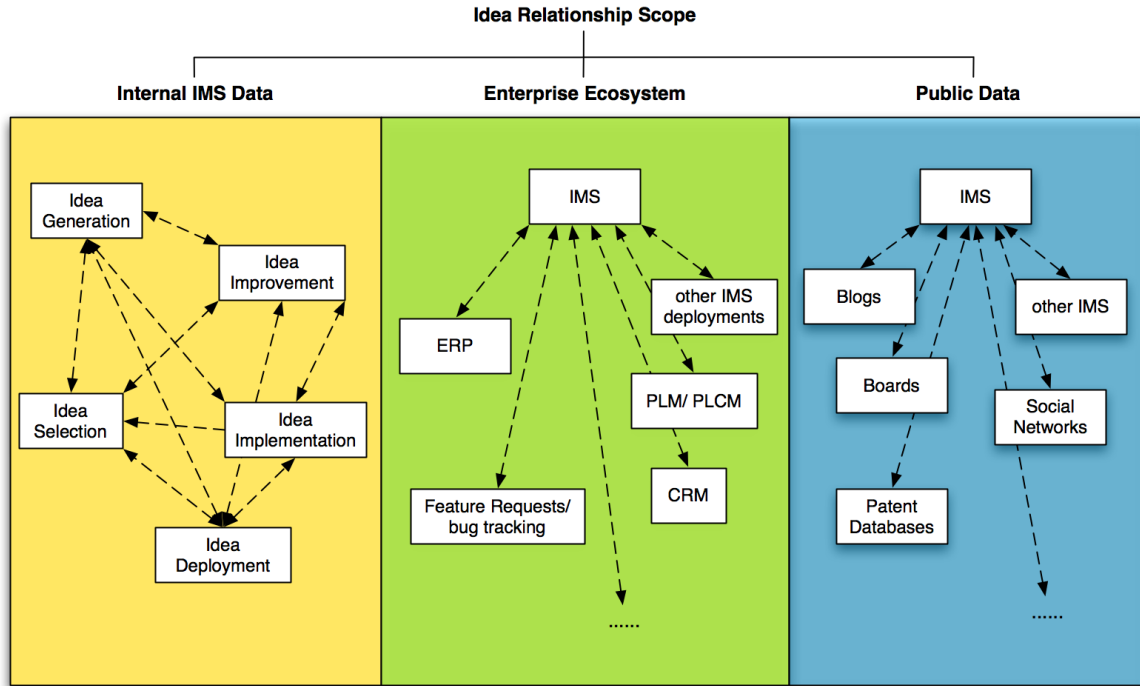 Idea Relationship Scope
Internal IMS Data
Enterprise Ecosystem
Public Data
Idea
Generation
Idea
Improvement
Idea
Selection
Idea
Implementation
Idea
Deployment
IMS
other IMS
deployments
ERP
PLM/ PLCM
CRM
Feature Requests/
bug tracking
......
IMS
Blogs
other IMS
Boards
Social
Networks
Patent
Databases
......